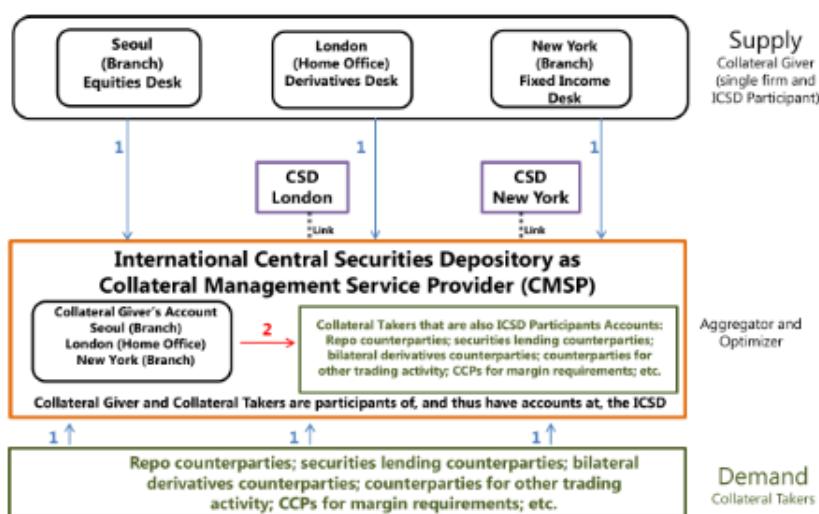 Seoul
(Branch)
Equities Desk
London
(Home Office)
Derivatives Desk
New York
(Branch)
Fixed Income
Desk
Supply
Collateral Giver
(single firm and
ICSD Participant)
1
1
1
CSD
London
CSD
New York
Link
Link
International Central Securities Depository as
Collateral Management Service Provider (CMSP)
Collateral Giver's Account
Seoul (Branch)
London (Home Office)
New York (Branch)
2
Collateral Takers that are also ICSD Participants Accounts:
Repo counterparties; securities lending counterparties;
bilateral derivatives counterparties; counterparties for
other trading activity; CCPs for margin requirements; etc.
Aggregator and
Optimizer
Collateral Giver and Collateral Takers are participants of, and thus have accounts at, the ICSD
1
1
1
Repo counterparties; securities lending counterparties; bilateral
derivatives counterparties; counterparties for other trading
activity; CCPs for margin requirements; etc.
Demand
Collateral Takers